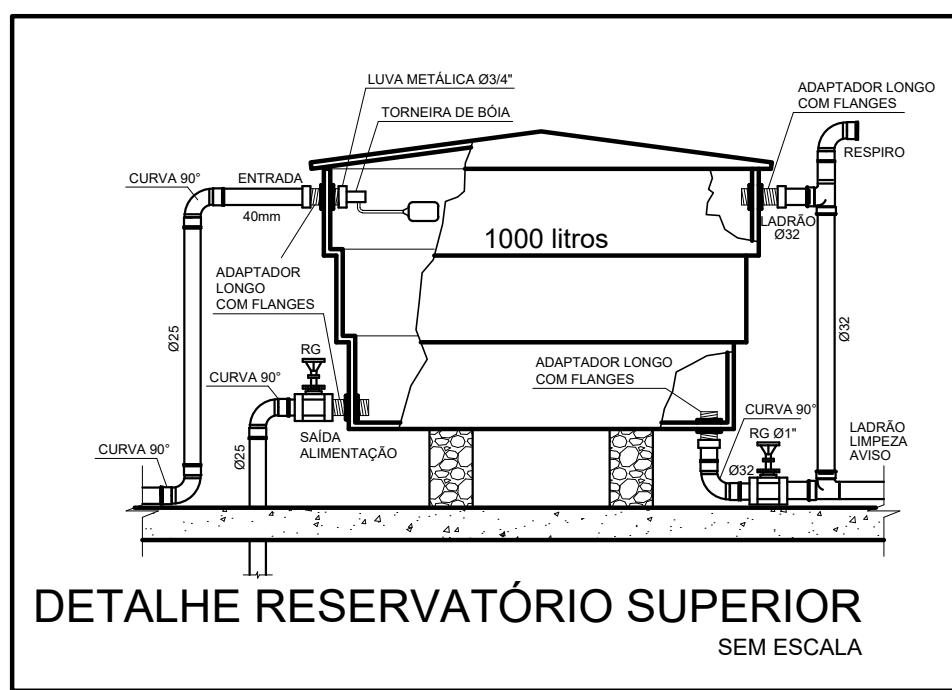 LUVA METÁLICA Ø3/4"
TORNEIRA DE BÓIA
ADAPTADOR LONGO
COM FLANGES
RESPIRO
CURVA 90°
ENTRADA
40mm
LADRÃO
Ø32
1000 litros
ADAPTADOR
LONGO
COM FLANGES
Ø25
Ø32
RG
ADAPTADOR LONGO
COM FLANGES
CURVA 90°
CURVA 90°
SAÍDA
ALIMENTAÇÃO
Ø25
CURVA 90°
RG Ø1"
Ø32
LADRÃO
LIMPEZA
AVISO
CURVA 90°
DETALHE RESERVATÓRIO SUPERIOR
SEM ESCALA